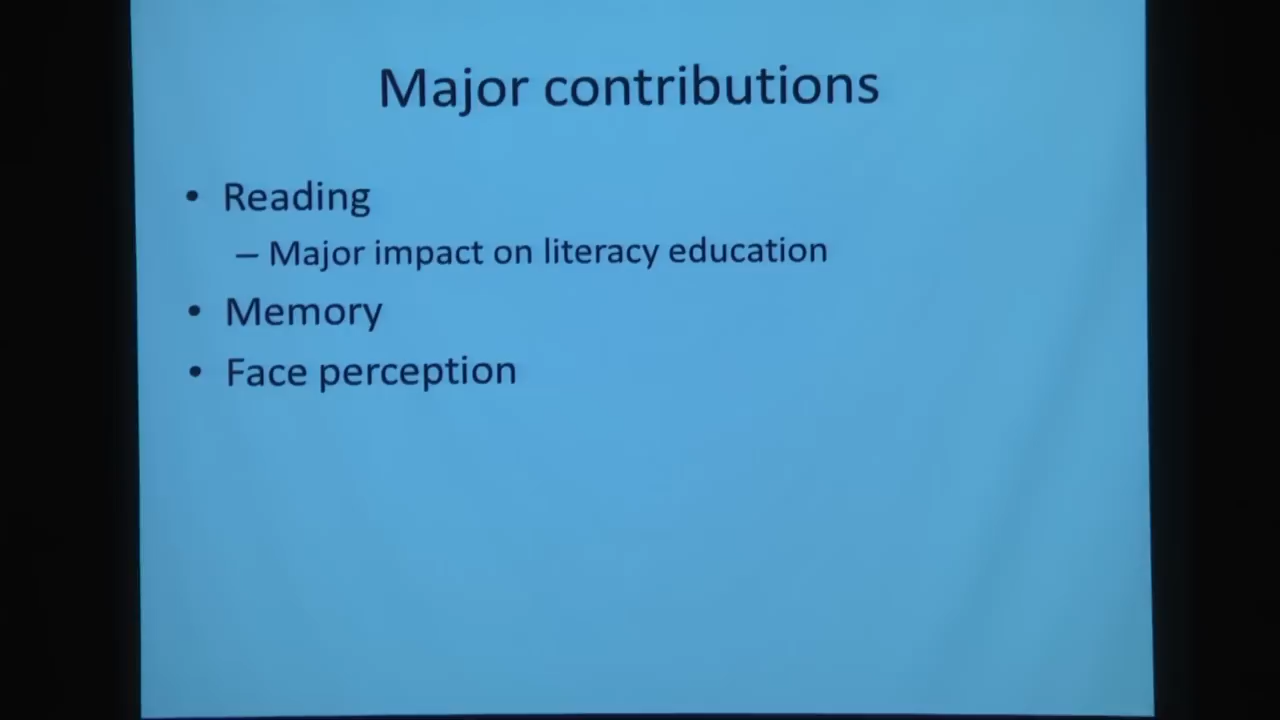 Major contributions
• Reading
– Major impact on literacy education
• Memory
• Face perception